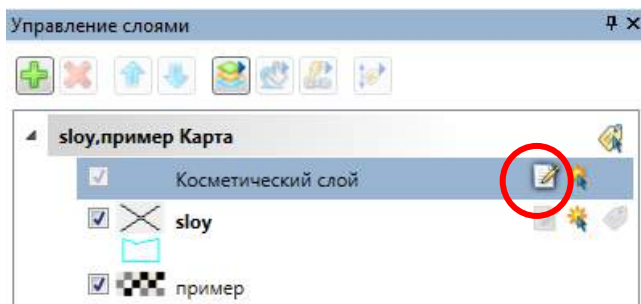 Управление слоями
sloy,пример Карта
Косметический слой
sloy
пример